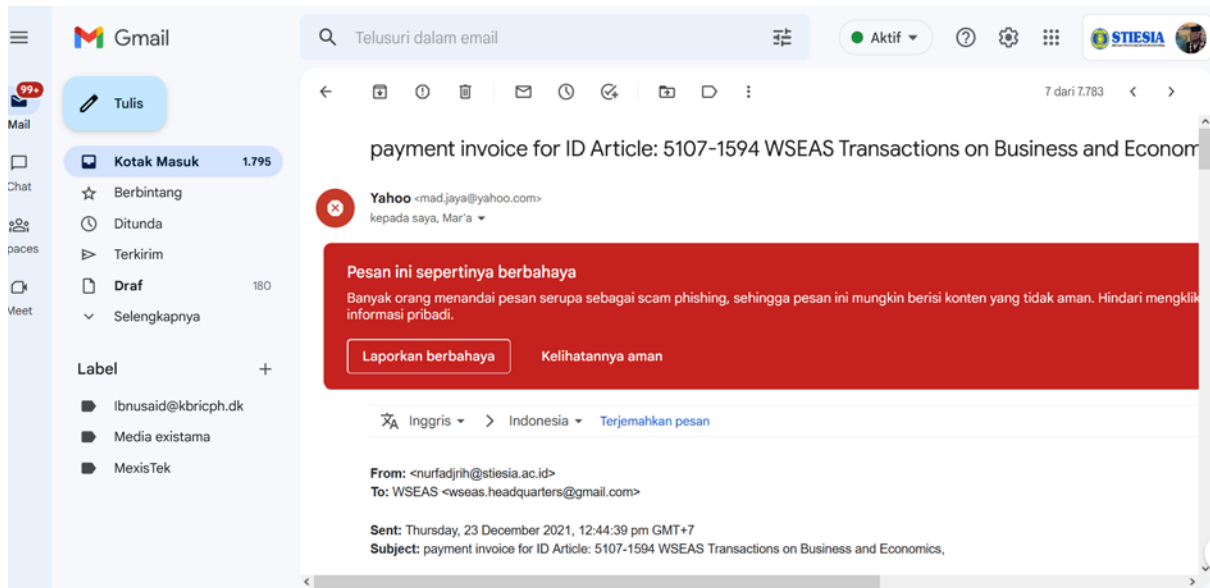 Gmail
Telusuri dalam email
Aktif
STIESIA
99+
Mail
Tulis
7 dari 7.783
payment invoice for ID Article: 5107-1594 WSEAS Transactions on Business and Econom
Kotak Masuk 1.795
Chat
Berbintang
Yahoo <mad.jaya@yahoo.com>
kepada saya, Mar'a
Ditunda
paces
Terkirim
Draf 180
Meet
Selengkapnya
Pesan ini sepertinya berbahaya
Banyak orang menandai pesan serupa sebagai scam phishing, sehingga pesan ini mungkin berisi konten yang tidak aman. Hindari mengklik
informasi pribadi.
Laporkan berbahaya Kelihatannya aman
Label
Ibnusaid@kbricph.dk
Media existama
MexisTek
Inggris Indonesia Terjemahkan pesan
From: <nurfadjrih@stiesia.ac.id>
To: WSEAS <wseas.headquarters@gmail.com>
Sent: Thursday, 23 December 2021, 12:44:39 pm GMT+7
Subject: payment invoice for ID Article: 5107-1594 WSEAS Transactions on Business and Economics,